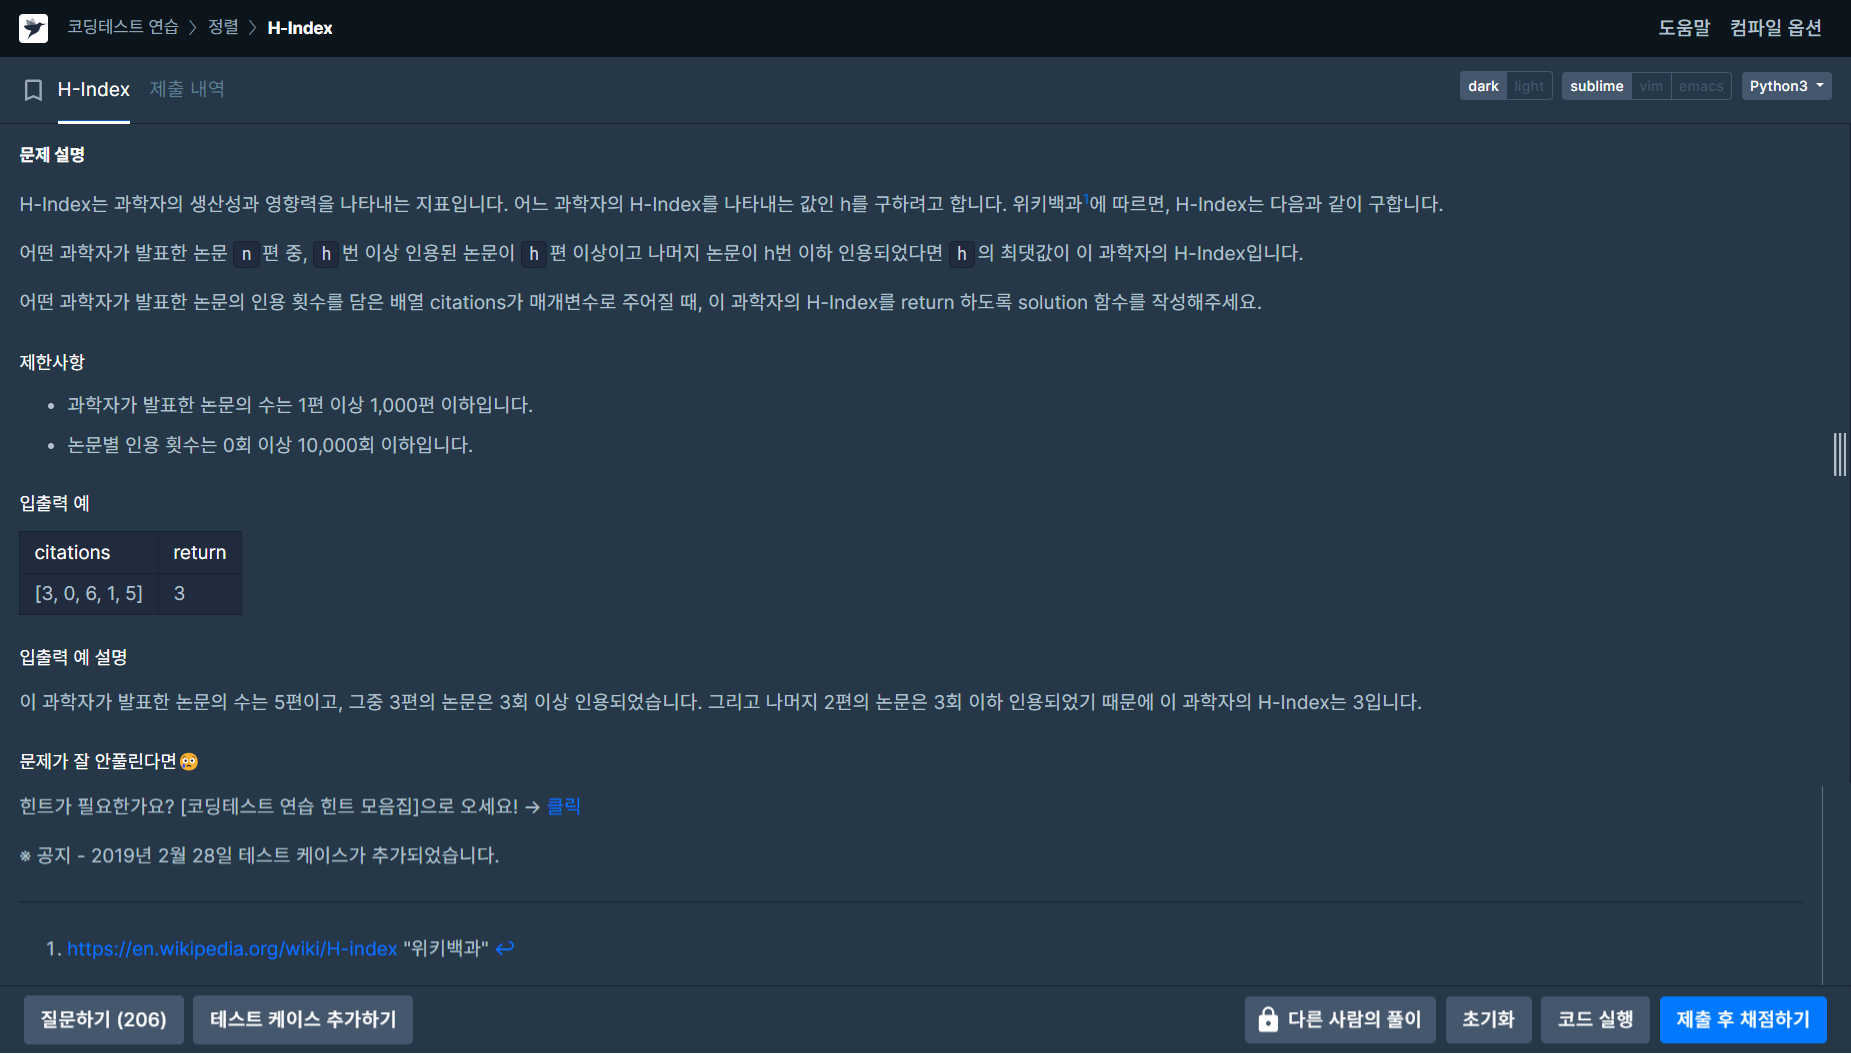 코딩테스트 연습 〉 정렬 〉 H-Index
도움말 컴파일 옵션
H-Index 제출 내역
dark light sublime vim emacs Python3
문제 설명
H-Index는 과학자의 생산성과 영향력을 나타내는 지표입니다. 어느 과학자의 H-Index를 나타내는 값인 h를 구하려고 합니다. 위키백과1에 따르면, H-Index는 다음과 같이 구합니다.
어떤 과학자가 발표한 논문 n 편 중, h 번 이상 인용된 논문이 h 편 이상이고 나머지 논문이 h번 이하 인용되었다면 h 의 최댓값이 이 과학자의 H-Index입니다.
어떤 과학자가 발표한 논문의 인용 횟수를 담은 배열 citations가 매개변수로 주어질 때, 이 과학자의 H-Index를 return 하도록 solution 함수를 작성해주세요.
제한사항
• 과학자가 발표한 논문의 수는 1편 이상 1,000편 이하입니다.
• 논문별 인용 횟수는 0회 이상 10,000회 이하입니다.
입출력 예
citations return
[3, 0, 6, 1, 5] 3
입출력 예 설명
이 과학자가 발표한 논문의 수는 5편이고, 그중 3편의 논문은 3회 이상 인용되었습니다. 그리고 나머지 2편의 논문은 3회 이하 인용되었기 때문에 이 과학자의 H-Index는 3입니다.
문제가 잘 안풀린다면😢
힌트가 필요한가요? [코딩테스트 연습 힌트 모음집]으로 오세요! → 클릭
※ 공지 - 2019년 2월 28일 테스트 케이스가 추가되었습니다.
1. https://en.wikipedia.org/wiki/H-index "위키백과" ↩
질문하기 (206) 테스트 케이스 추가하기 다른 사람의 풀이 초기화 코드 실행 제출 후 채점하기